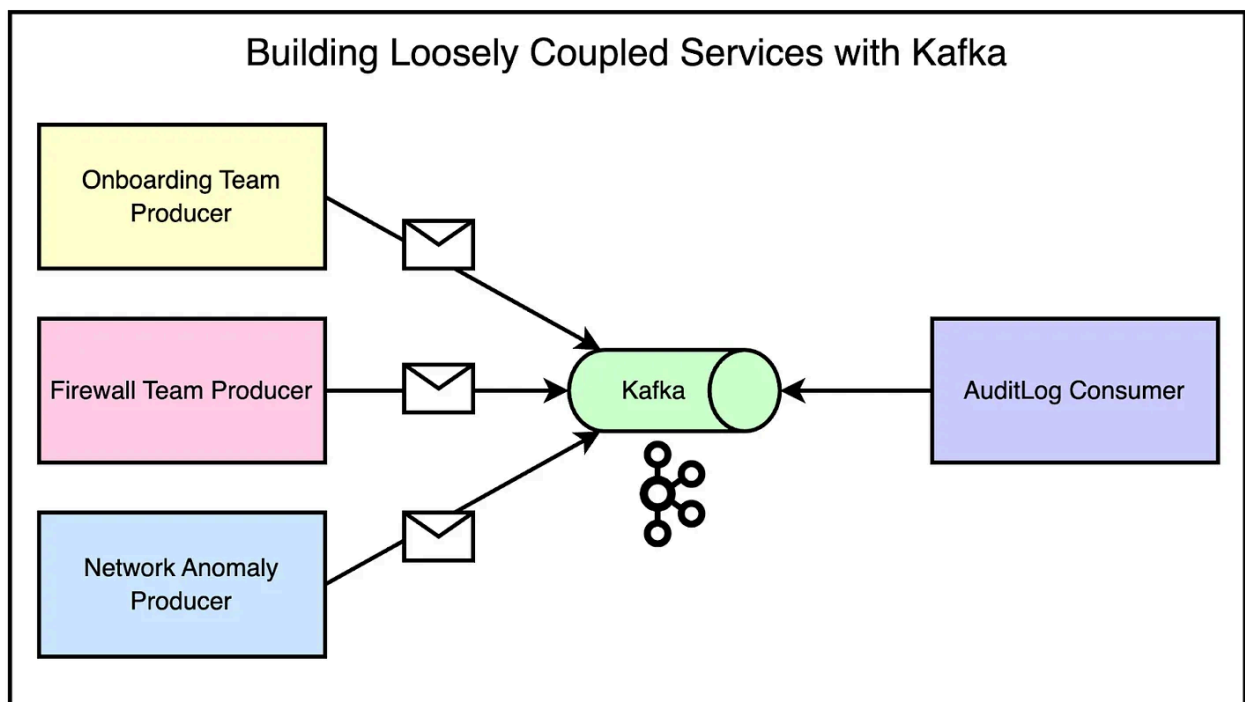 Building Loosely Coupled Services with Kafka
Onboarding Team
Producer
Firewall Team Producer
Kafka
AuditLog Consumer
Network Anomaly
Producer